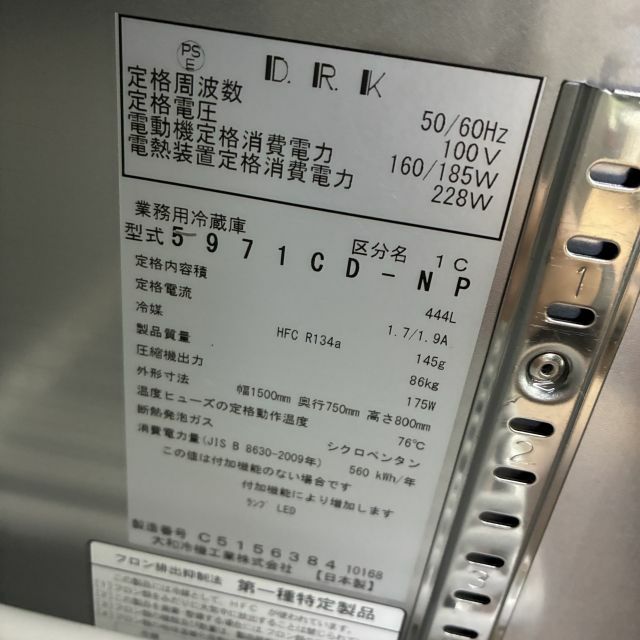 PS E
D.R.K
定格周波数 50/60Hz
定格電圧 100V
電動機定格消費電力 160/185W
電熱装置定格消費電力 228W
業務用冷蔵庫 区分名 1C
型式 5971CD-NP
定格内容積 444L
定格電流 1.7/1.9A
冷媒 HFC R134a 145g
製品質量 86kg
圧縮機出力 175W
外形寸法 幅1500mm 奥行750mm 高さ800mm
温度ヒューズの定格動作温度 76℃
断熱発泡ガス シクロペンタン
消費電力量(JIS B 8630-2009年) 560 kWh/年
この値は付加機能のない場合です
付加機能により増加します
ランプ LED
製造番号 C5156384 10168
大和冷機工業株式会社 【日本製】
フロン排出抑制法 第一種特定製品
1
2
2
3